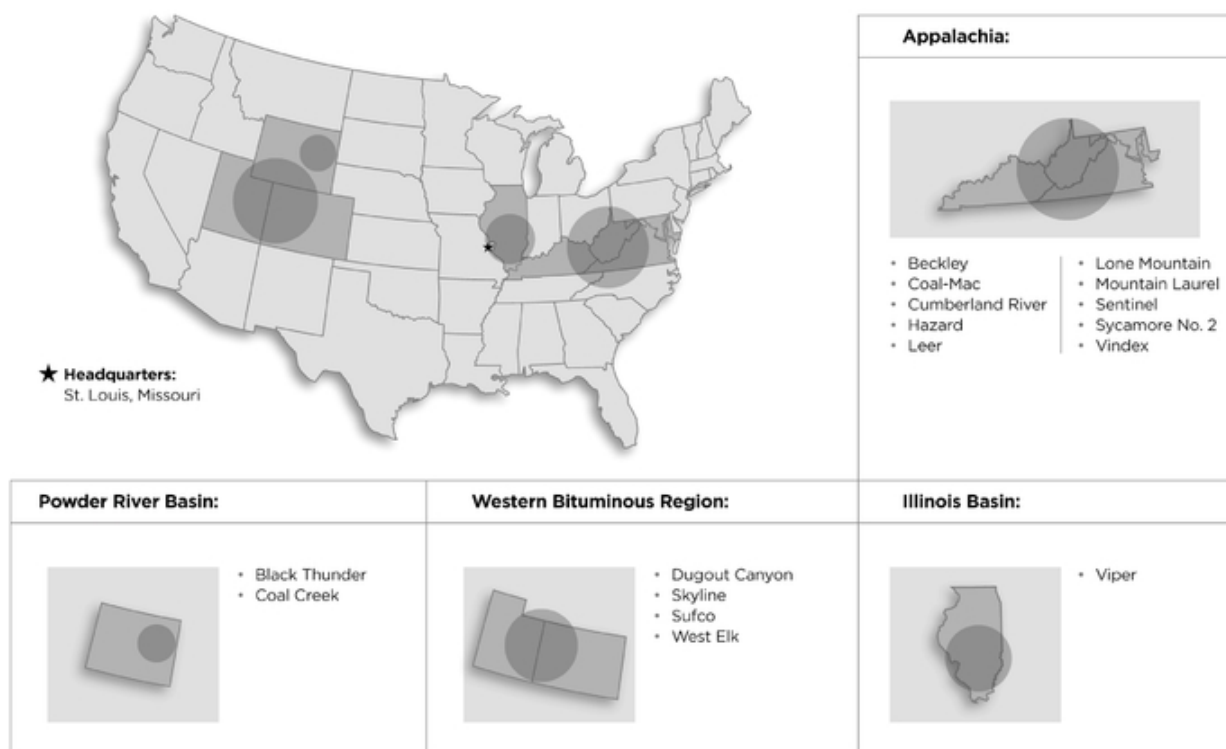 Appalachia:
• Beckley
• Coal-Mac
• Cumberland River
• Hazard
• Leer
• Lone Mountain
• Mountain Laurel
• Sentinel
• Sycamore No. 2
• Vindex
★ Headquarters:
St. Louis, Missouri
Powder River Basin:
• Black Thunder
• Coal Creek
Western Bituminous Region:
• Dugout Canyon
• Skyline
• Sufco
• West Elk
Illinois Basin:
• Viper